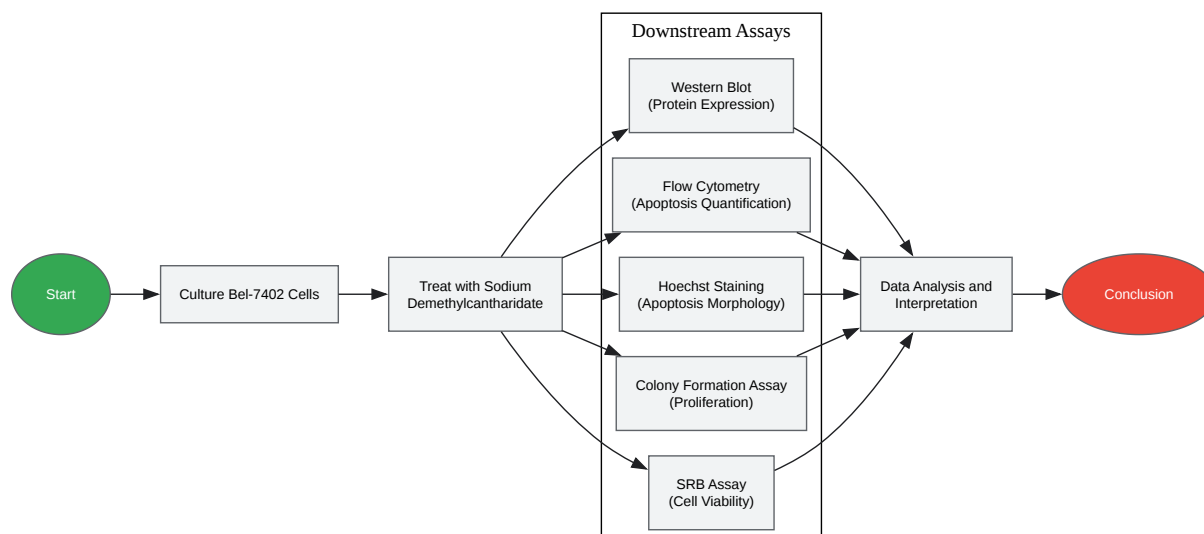 Downstream Assays
Western Blot
(Protein Expression)
Flow Cytometry
(Apoptosis Quantification)
Start
Culture Bel-7402 Cells
Treat with Sodium
Demethylcantharidate
Hoechst Staining
(Apoptosis Morphology)
Data Analysis and
Interpretation
Conclusion
Colony Formation Assay
(Proliferation)
SRB Assay
(Cell Viability)